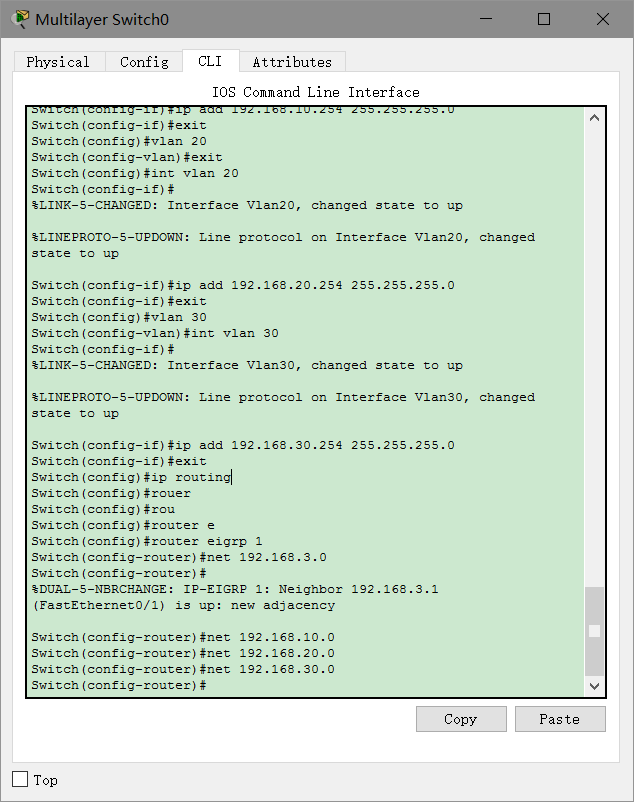 Multilayer Switch0
Physical Config CLI Attributes
IOS Command Line Interface
Switch(config-if)#ip add 192.168.10.254 255.255.255.0
Switch(config-if)#exit
Switch(config)#vlan 20
Switch(config-vlan)#exit
Switch(config)#int vlan 20
Switch(config-if)#
%LINK-5-CHANGED: Interface Vlan20, changed state to up
%LINEPROTO-5-UPDOWN: Line protocol on Interface Vlan20, changed
state to up
Switch(config-if)#ip add 192.168.20.254 255.255.255.0
Switch(config-if)#exit
Switch(config)#vlan 30
Switch(config-vlan)#int vlan 30
Switch(config-if)#
%LINK-5-CHANGED: Interface Vlan30, changed state to up
%LINEPROTO-5-UPDOWN: Line protocol on Interface Vlan30, changed
state to up
Switch(config-if)#ip add 192.168.30.254 255.255.255.0
Switch(config-if)#exit
Switch(config)#ip routing
Switch(config)#rouer
Switch(config)#rou
Switch(config)#router e
Switch(config)#router eigrp 1
Switch(config-router)#net 192.168.3.0
Switch(config-router)#
%DUAL-5-NBRCHANGE: IP-EIGRP 1: Neighbor 192.168.3.1
(FastEthernet0/1) is up: new adjacency
Switch(config-router)#net 192.168.10.0
Switch(config-router)#net 192.168.20.0
Switch(config-router)#net 192.168.30.0
Switch(config-router)#
Copy Paste
Top